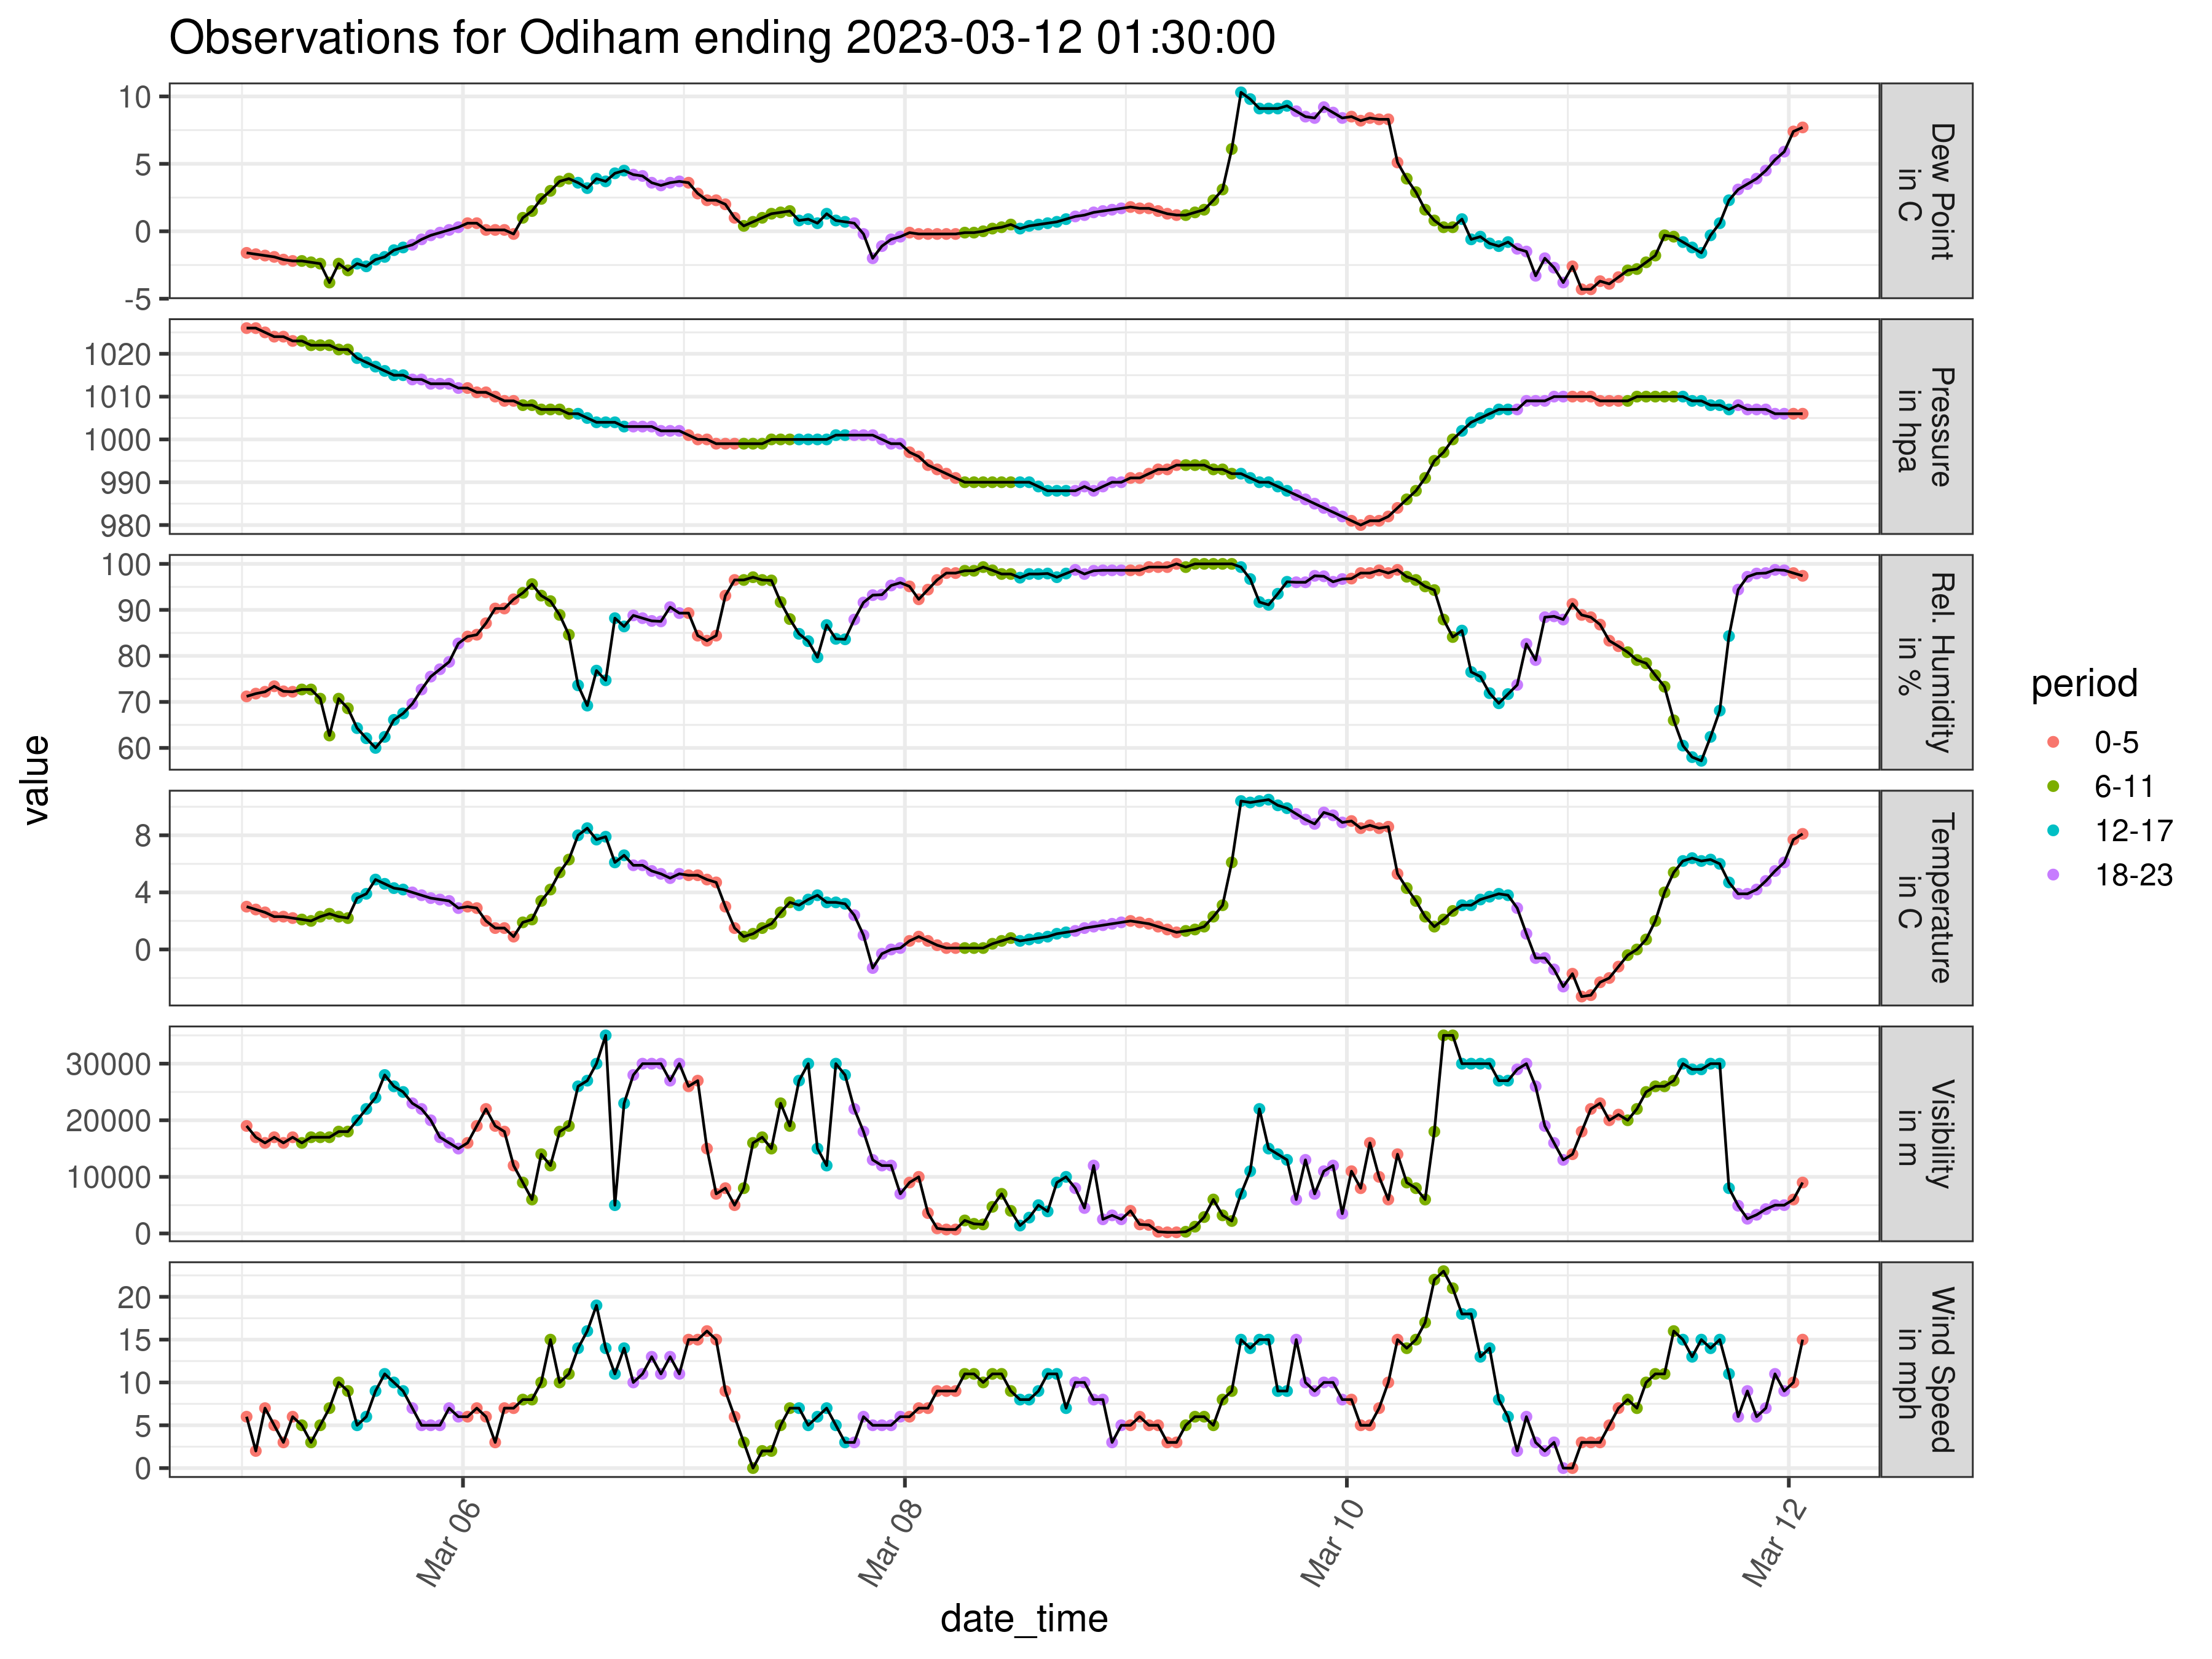 Observations for Odiham ending 2023-03-12 01:30:00
value
10
5
0
-5
Dew Point
in C
1020
1010
1000
990
980
Pressure
in hpa
100
90
80
70
60
Rel. Humidity
in %
8
4
0
Temperature
in C
30000
20000
10000
0
Visibility
in m
20
15
10
5
0
Wind Speed
in mph
Mar 06
Mar 08
Mar 10
Mar 12
date_time
period
0-5
6-11
12-17
18-23